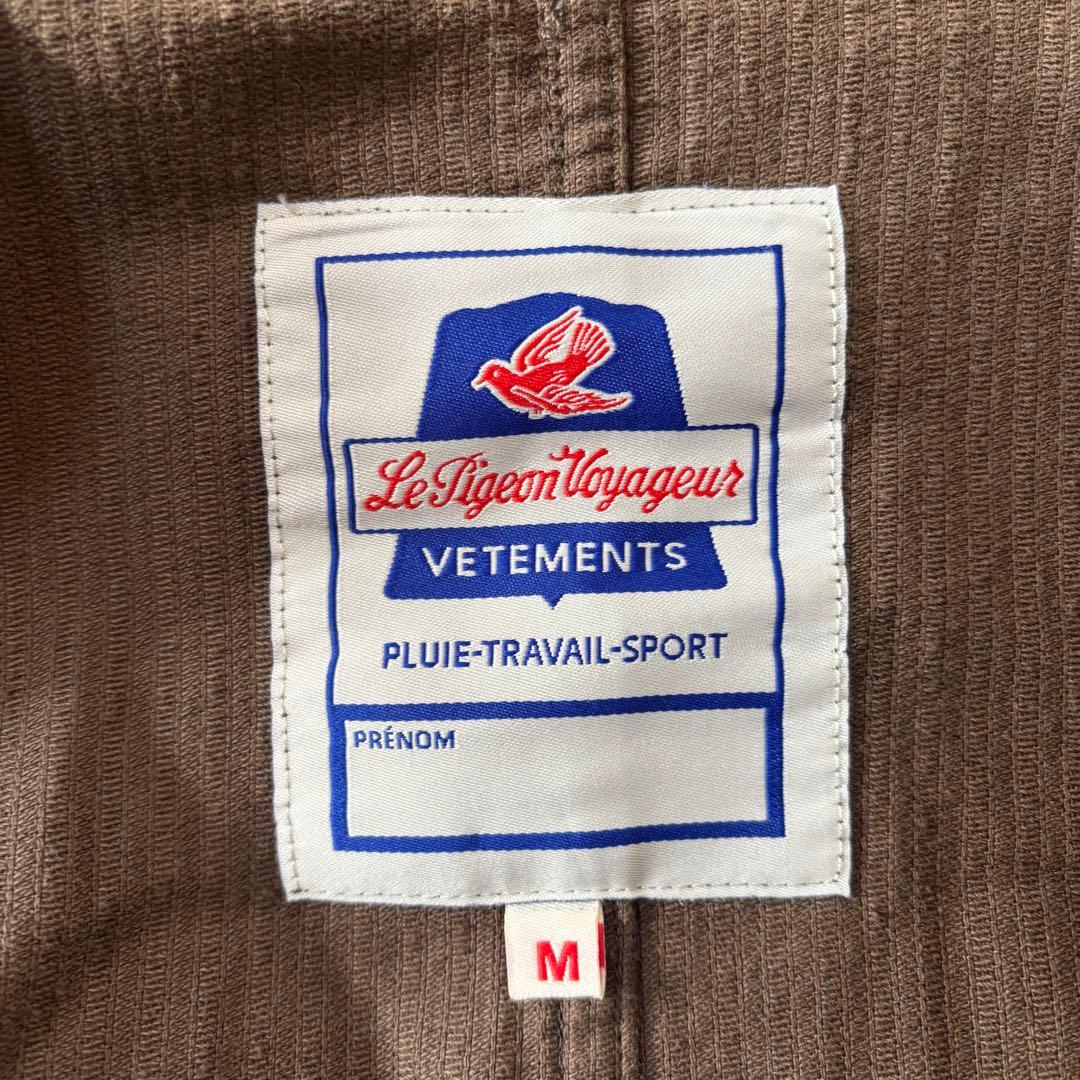 Le Pigeon Voyageur
VETEMENTS
PLUIE-TRAVAIL-SPORT
PRÉNOM
M